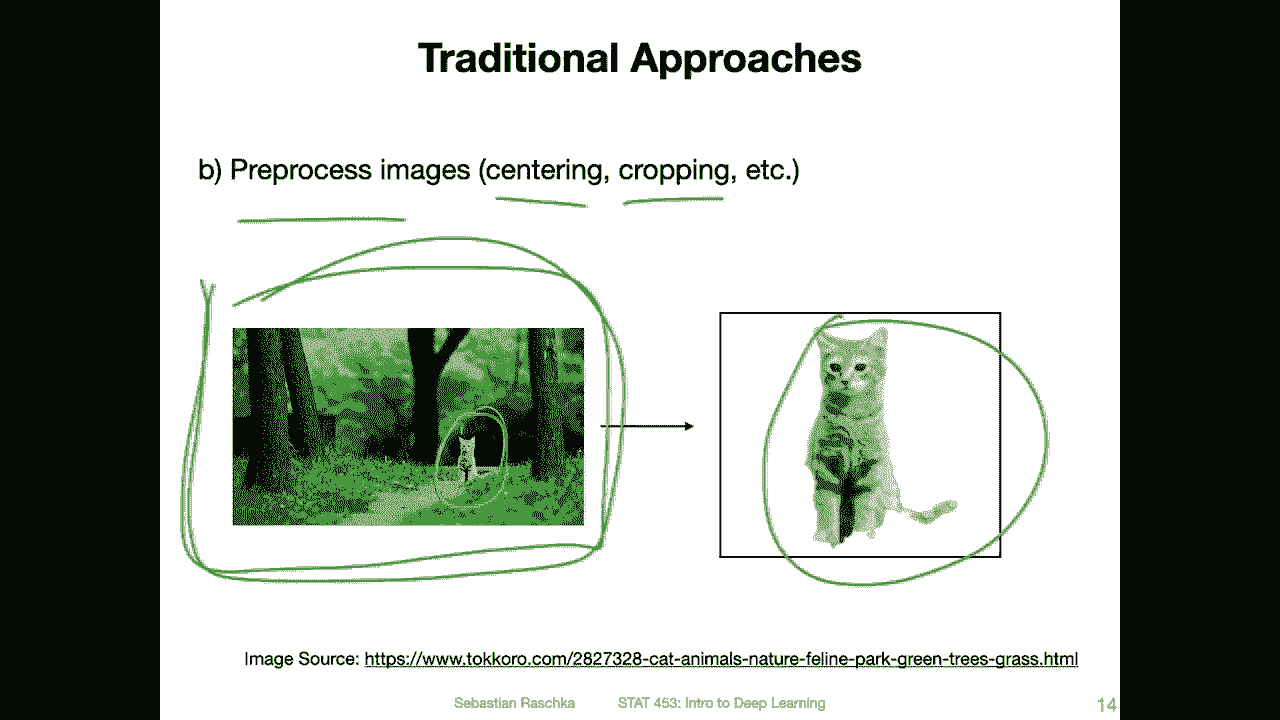 Traditional Approaches
b) Preprocess images (centering, cropping, etc.)
Image Source: https://www.tokkoro.com/2827328-cat-animals-nature-feline-park-green-trees-grass.html
Sebastian Raschka STAT 453: Intro to Deep Learning 14